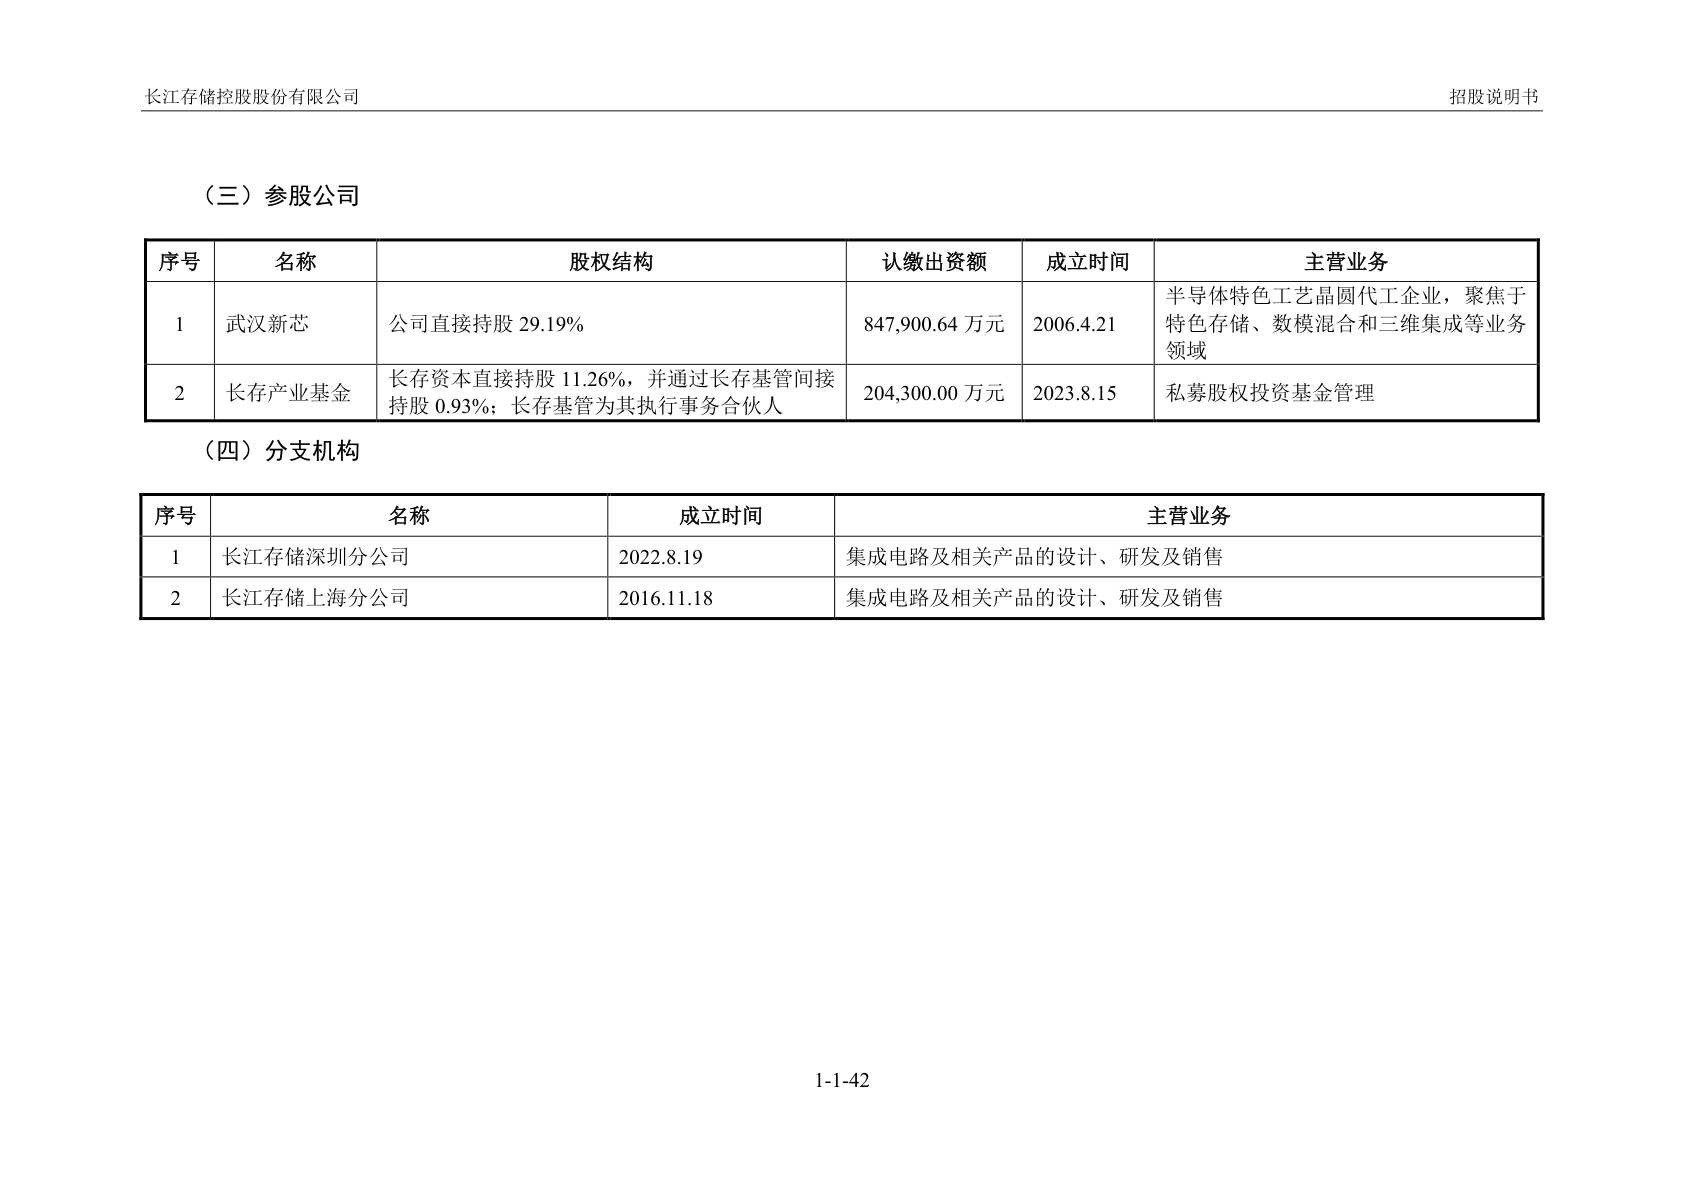 长江存储控股股份有限公司 招股说明书
（三）参股公司
序号 名称 股权结构 认缴出资额 成立时间 主营业务
1 武汉新芯 公司直接持股 29.19% 847,900.64 万元 2006.4.21 半导体特色工艺晶圆代工企业，聚焦于
特色存储、数模混合和三维集成等业务
领域
2 长存产业基金 长存资本直接持股 11.26%，并通过长存基管间接
持股 0.93%；长存基管为其执行事务合伙人 204,300.00 万元 2023.8.15 私募股权投资基金管理
（四）分支机构
序号 名称 成立时间 主营业务
1 长江存储深圳分公司 2022.8.19 集成电路及相关产品的设计、研发及销售
2 长江存储上海分公司 2016.11.18 集成电路及相关产品的设计、研发及销售
1-1-42